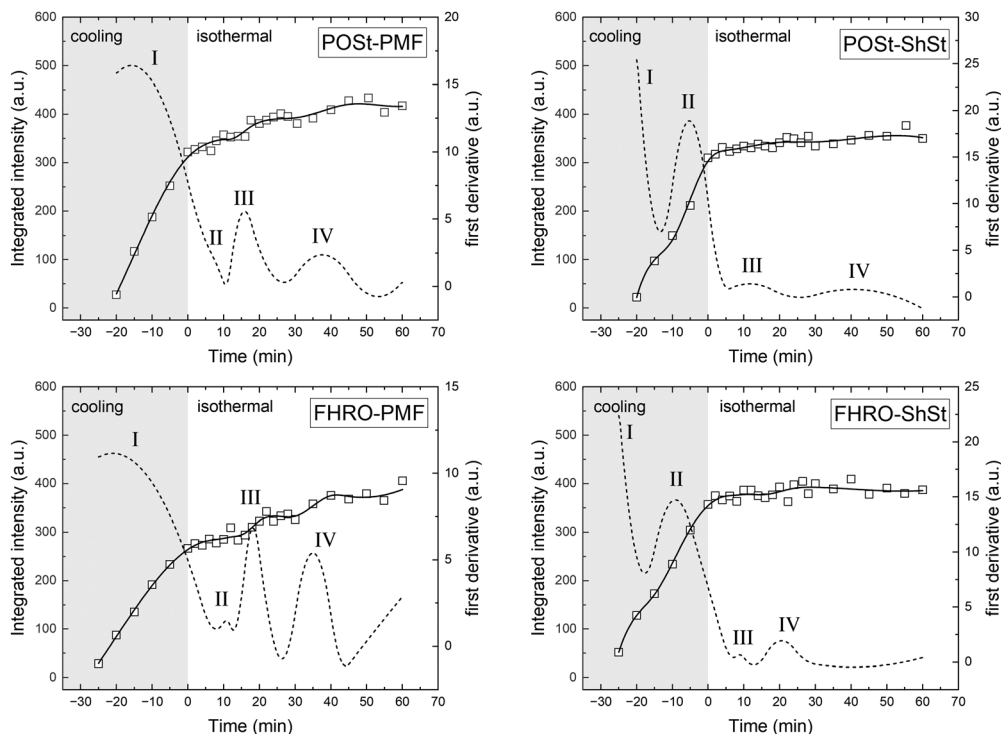 cooling isothermal
POSt-PMF
I
II
III
IV
600
500
400
300
200
100
0
20
15
10
5
0
−30 −20 −10 0 10 20 30 40 50 60 70
Time (min)
Integrated intensity (a.u.)
first derivative (a.u.)
cooling isothermal
POSt-ShSt
I
II
III
IV
600
500
400
300
200
100
0
30
25
20
15
10
5
0
−30 −20 −10 0 10 20 30 40 50 60 70
Time (min)
Integrated intensity (a.u.)
first derivative (a.u.)
cooling isothermal
FHRO-PMF
I
II
III
IV
600
500
400
300
200
100
0
15
10
5
0
−30 −20 −10 0 10 20 30 40 50 60 70
Time (min)
Integrated intensity (a.u.)
first derivative (a.u.)
cooling isothermal
FHRO-ShSt
I
II
III
IV
600
500
400
300
200
100
0
25
20
15
10
5
0
−30 −20 −10 0 10 20 30 40 50 60 70
Time (min)
Integrated intensity (a.u.)
first derivative (a.u.)